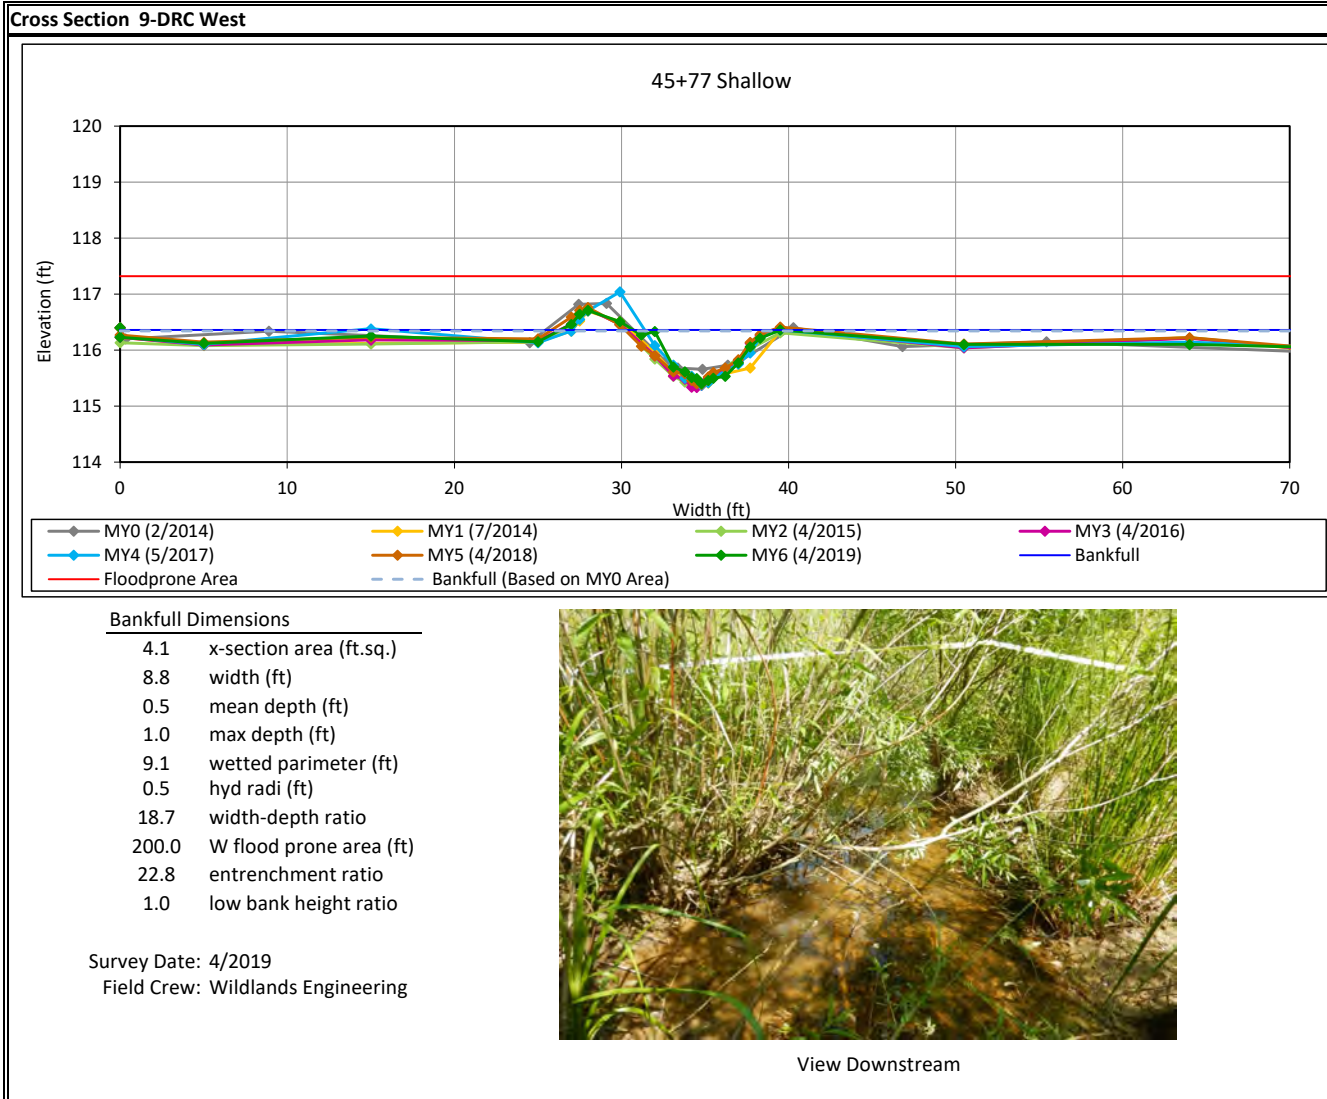 Cross Section 9-DRC West
45+77 Shallow
120
119
118
117
116
115
114
Elevation (ft)
0 10 20 30 40 50 60 70
Width (ft)
MY0 (2/2014) MY1 (7/2014) MY2 (4/2015) MY3 (4/2016)
MY4 (5/2017) MY5 (4/2018) MY6 (4/2019) Bankfull
Floodprone Area Bankfull (Based on MY0 Area)
Bankfull Dimensions
4.1 x-section area (ft.sq.)
8.8 width (ft)
0.5 mean depth (ft)
1.0 max depth (ft)
9.1 wetted parimeter (ft)
0.5 hyd radi (ft)
18.7 width-depth ratio
200.0 W flood prone area (ft)
22.8 entrenchment ratio
1.0 low bank height ratio
Survey Date: 4/2019
Field Crew: Wildlands Engineering
View Downstream